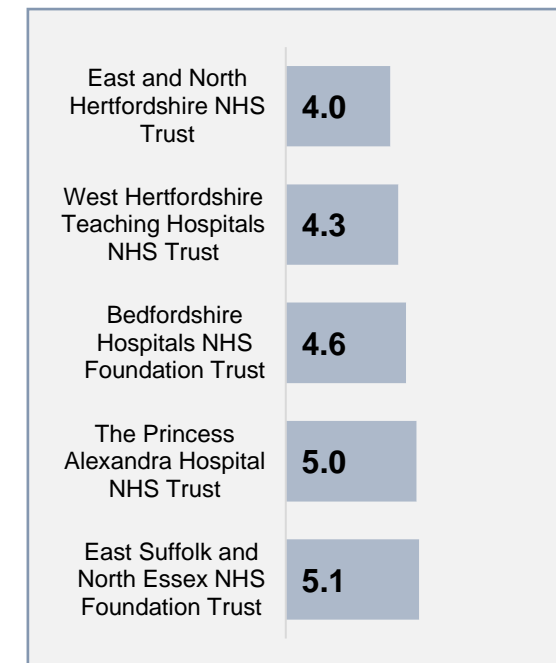 East and North
Hertfordshire NHS
Trust
4.0
West Hertfordshire
Teaching Hospitals
NHS Trust
4.3
Bedfordshire
Hospitals NHS
Foundation Trust
4.6
The Princess
Alexandra Hospital
NHS Trust
5.0
East Suffolk and
North Essex NHS
Foundation Trust
5.1